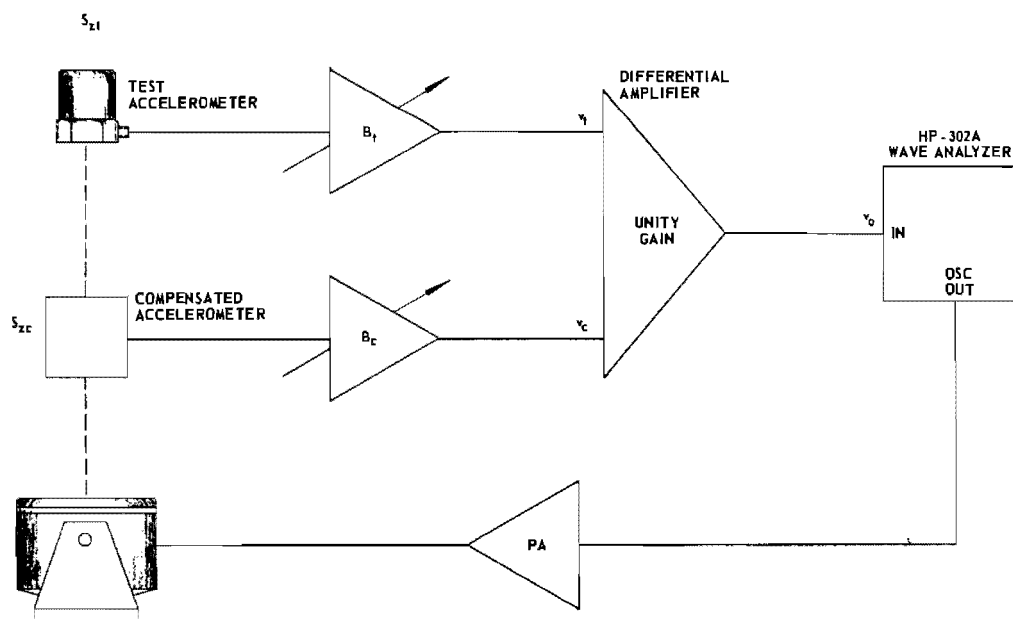 S_zt
TEST
ACCELEROMETER
B_t
DIFFERENTIAL
AMPLIFIER
v_t
UNITY
GAIN
HP-302A
WAVE ANALYZER
v_o
IN
OSC
OUT
COMPENSATED
ACCELEROMETER
S_zc
B_c
v_c
PA